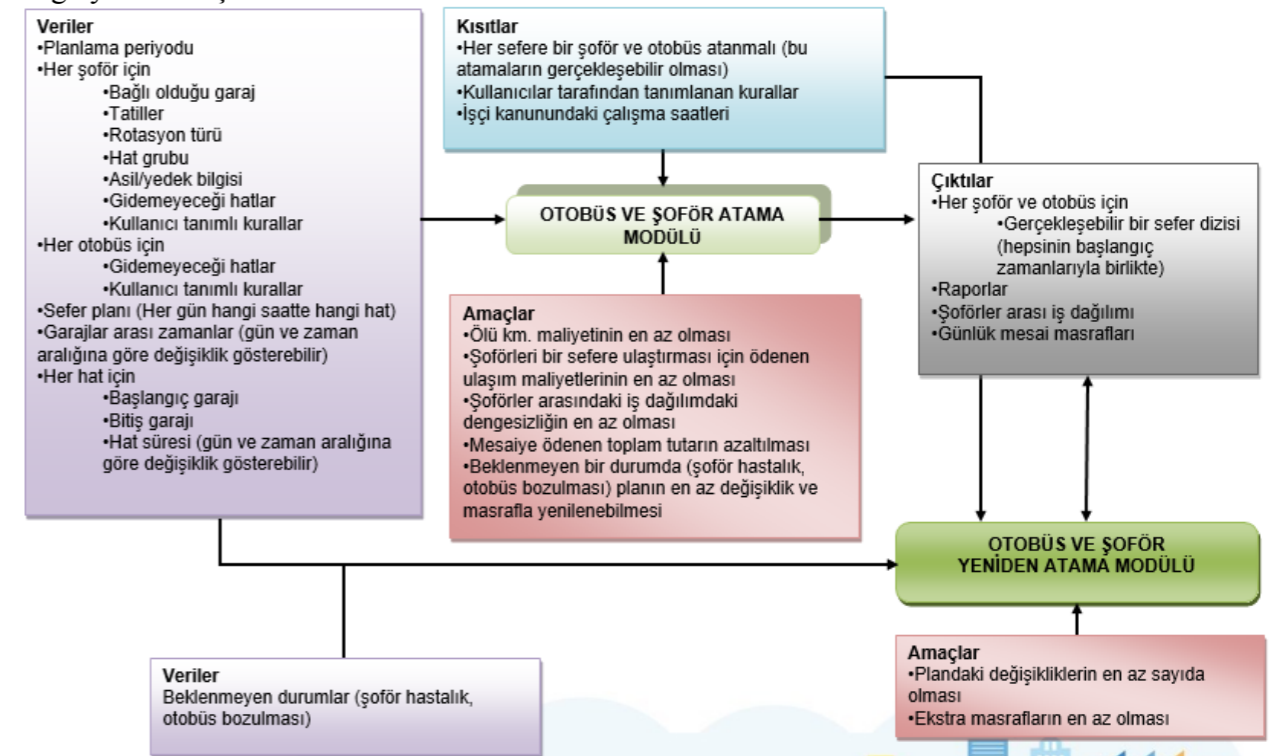 Veriler
•Planlama periyodu
•Her şoför için
•Bağlı olduğu garaj
•Tatiller
•Rotasyon türü
•Hat grubu
•Asil/yedek bilgisi
•Gidemeyeceği hatlar
•Kullanıcı tanımlı kurallar
•Her otobüs için
•Gidemeyeceği hatlar
•Kullanıcı tanımlı kurallar
•Sefer planı (Her gün hangi saatte hangi hat)
•Garajlar arası zamanlar (gün ve zaman
aralığına göre değişiklik gösterebilir)
•Her hat için
•Başlangıç garajı
•Bitiş garajı
•Hat süresi (gün ve zaman aralığına
göre değişiklik gösterebilir)
Kısıtlar
•Her sefere bir şoför ve otobüs atanmalı (bu
atamaların gerçekleşebilir olması)
•Kullanıcılar tarafından tanımlanan kurallar
•İşçi kanunundaki çalışma saatleri
OTOBÜS VE ŞOFÖR ATAMA
MODÜLÜ
Amaçlar
•Ölü km. maliyetinin en az olması
•Şoförleri bir sefere ulaştırması için ödenen
ulaşım maliyetlerinin en az olması
•Şoförler arasındaki iş dağılımdaki
dengesizliğin en az olması
•Mesaiye ödenen toplam tutarın azaltılması
•Beklenmeyen bir durumda (şoför hastalık,
otobüs bozulması) planın en az değişiklik ve
masrafla yenilenebilmesi
Çıktılar
•Her şoför ve otobüs için
•Gerçekleşebilir bir sefer dizisi
(hepsinin başlangıç
zamanlarıyla birlikte)
•Raporlar
•Şoförler arası iş dağılımı
•Günlük mesai masrafları
OTOBÜS VE ŞOFÖR
YENİDEN ATAMA MODÜLÜ
Amaçlar
•Plandaki değişikliklerin en az sayıda
olması
•Ekstra masrafların en az olması
Veriler
Beklenmeyen durumlar (şoför hastalık,
otobüs bozulması)